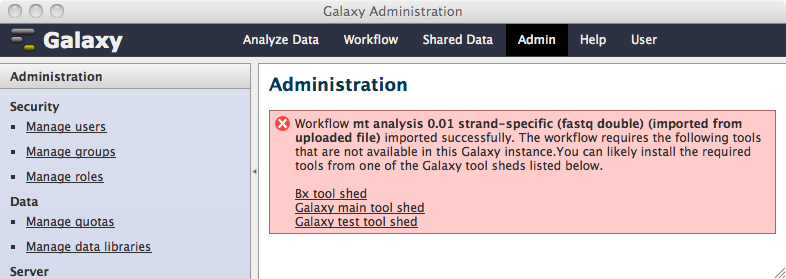 Galaxy Administration
Galaxy
Analyze Data Workflow Shared Data Admin Help User
Administration
Security
Manage users
Manage groups
Manage roles
Data
Manage quotas
Manage data libraries
Server
Administration
Workflow mt analysis 0.01 strand-specific (fastq double) (imported from
uploaded file) imported successfully. The workflow requires the following tools
that are not available in this Galaxy instance.You can likely install the required
tools from one of the Galaxy tool sheds listed below.
Bx tool shed
Galaxy main tool shed
Galaxy test tool shed